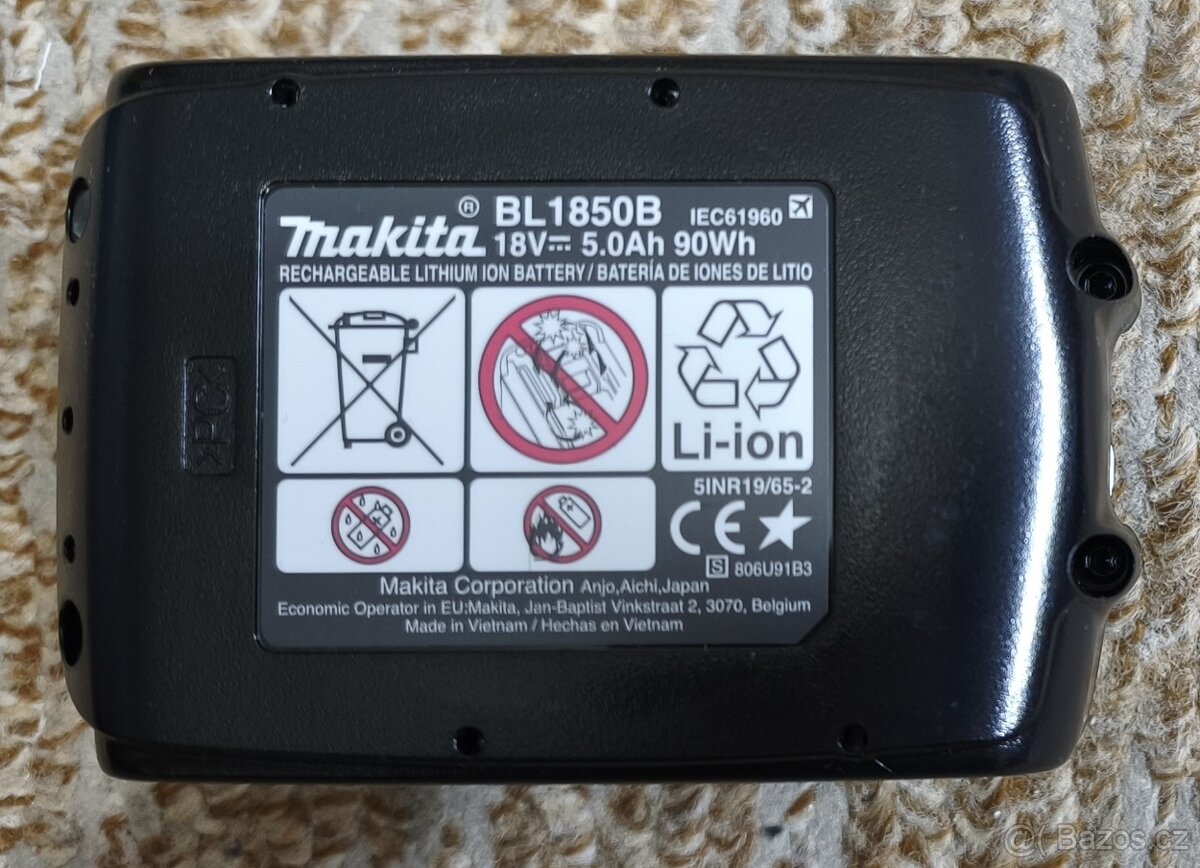 makita® BL1850B IEC61960
18V⎓ 5.0Ah 90Wh
RECHARGEABLE LITHIUM ION BATTERY / BATERÍA DE IONES DE LITIO
Li-ion
5INR19/65-2
CE
S 806U91B3
Makita Corporation Anjo,Aichi,Japan
Economic Operator in EU:Makita, Jan-Baptist Vinkstraat 2, 3070, Belgium
Made in Vietnam / Hechas en Vietnam
>PC<
@ Bazos.cz